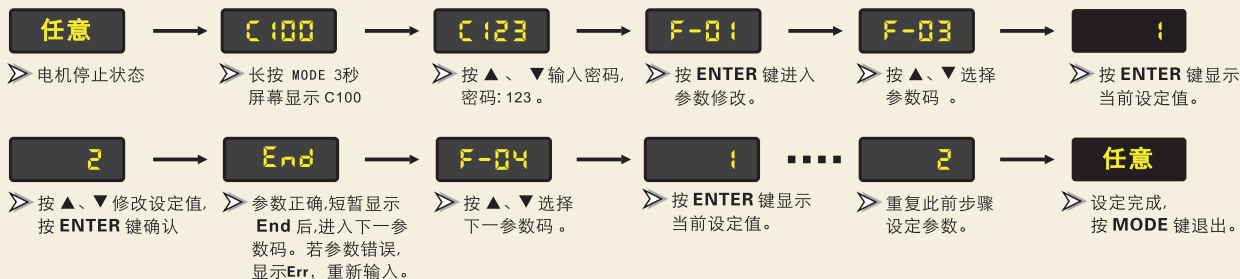 任意
C100
C123
F-01
F-03
1
电机停止状态
长按 MODE 3秒
屏幕显示 C100
按 ▲ 、 ▼输入密码,
密码: 123 。
按 ENTER 键进入
参数修改。
按 ▲、▼ 选择
参数码 。
按 ENTER 键显示
当前设定值。
2
End
F-04
1
2
任意
按 ▲、▼ 修改设定值,
按 ENTER 键确认
参数正确,短暂显示
End 后,进入下一参
数码。若参数错误,
显示Err，重新输入。
按 ▲、▼ 选择
下一参数码 。
按 ENTER 键显示
当前设定值。
重复此前步骤
设定参数。
设定完成,
按 MODE 键退出。